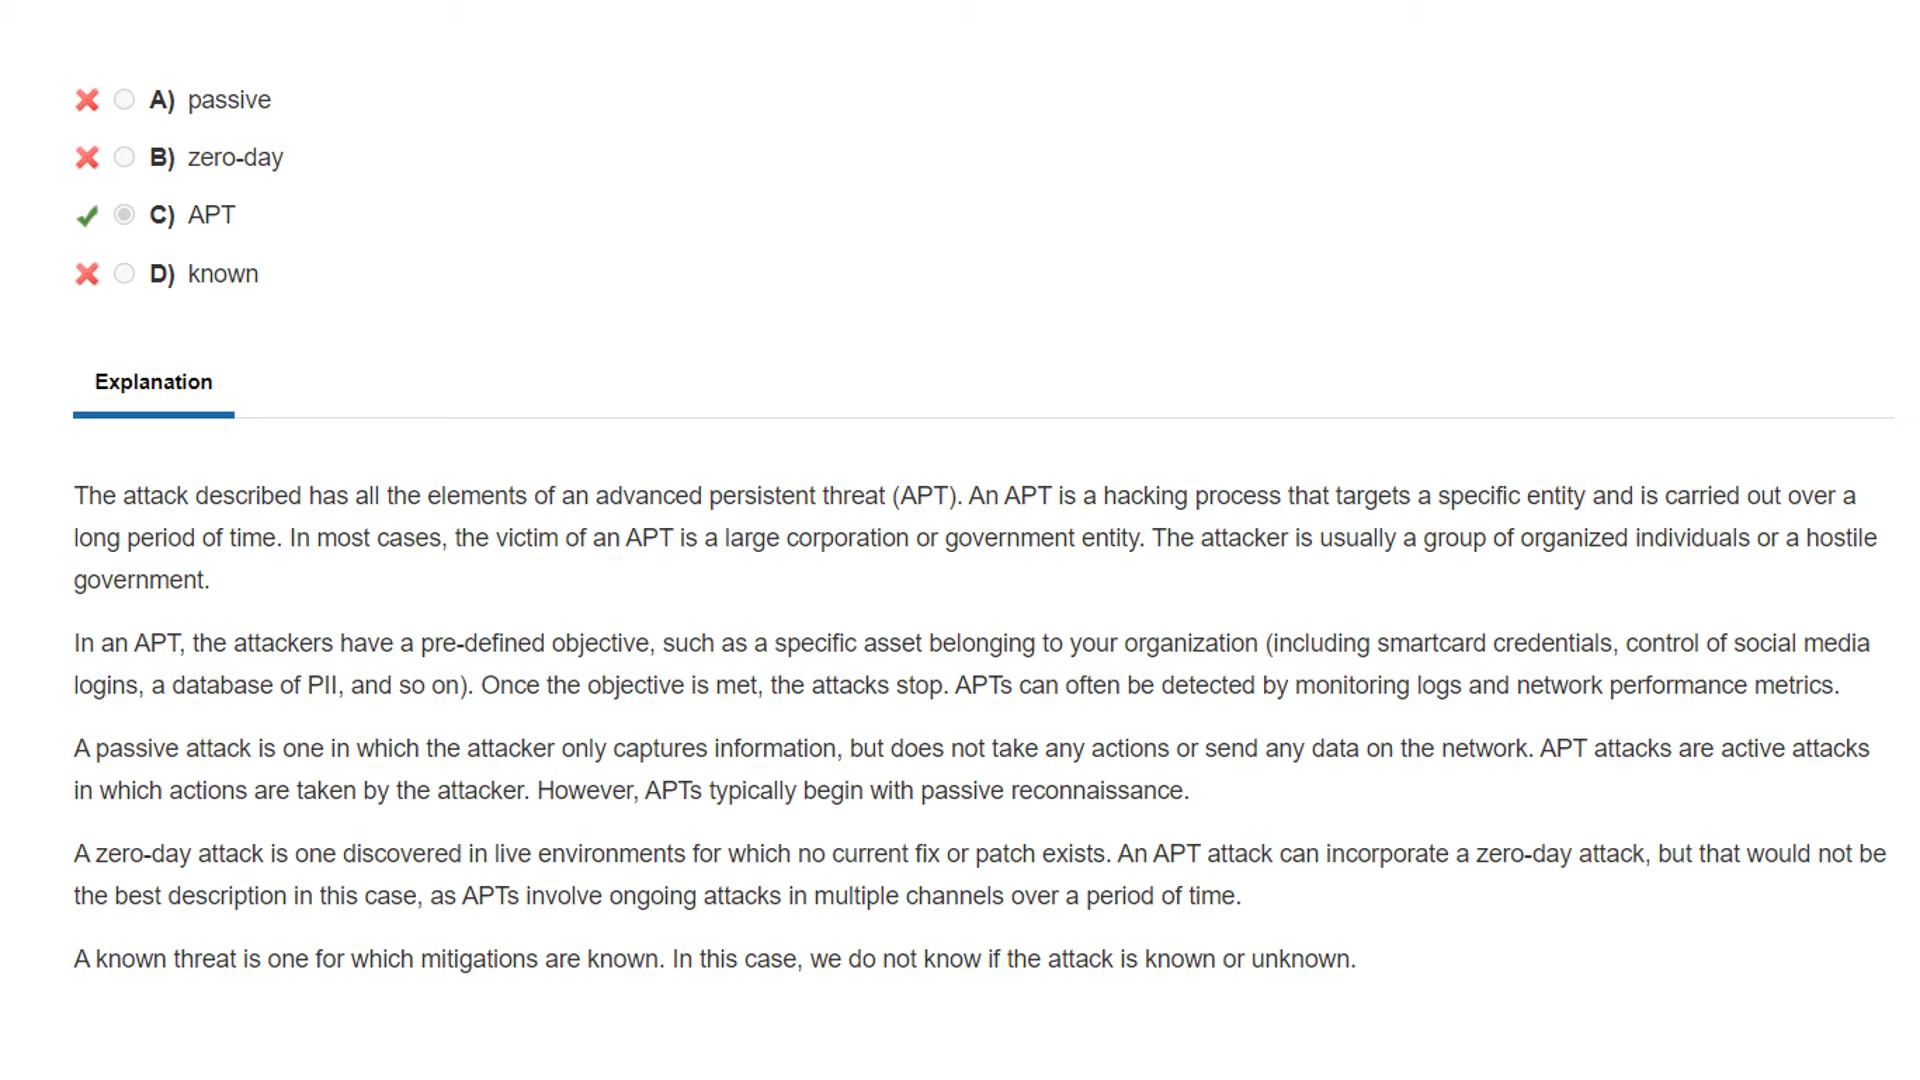 A) passive
B) zero-day
C) APT
D) known
Explanation
The attack described has all the elements of an advanced persistent threat (APT). An APT is a hacking process that targets a specific entity and is carried out over a
long period of time. In most cases, the victim of an APT is a large corporation or government entity. The attacker is usually a group of organized individuals or a hostile
government.
In an APT, the attackers have a pre-defined objective, such as a specific asset belonging to your organization (including smartcard credentials, control of social media
logins, a database of PII, and so on). Once the objective is met, the attacks stop. APTs can often be detected by monitoring logs and network performance metrics.
A passive attack is one in which the attacker only captures information, but does not take any actions or send any data on the network. APT attacks are active attacks
in which actions are taken by the attacker. However, APTs typically begin with passive reconnaissance.
A zero-day attack is one discovered in live environments for which no current fix or patch exists. An APT attack can incorporate a zero-day attack, but that would not be
the best description in this case, as APTs involve ongoing attacks in multiple channels over a period of time.
A known threat is one for which mitigations are known. In this case, we do not know if the attack is known or unknown.